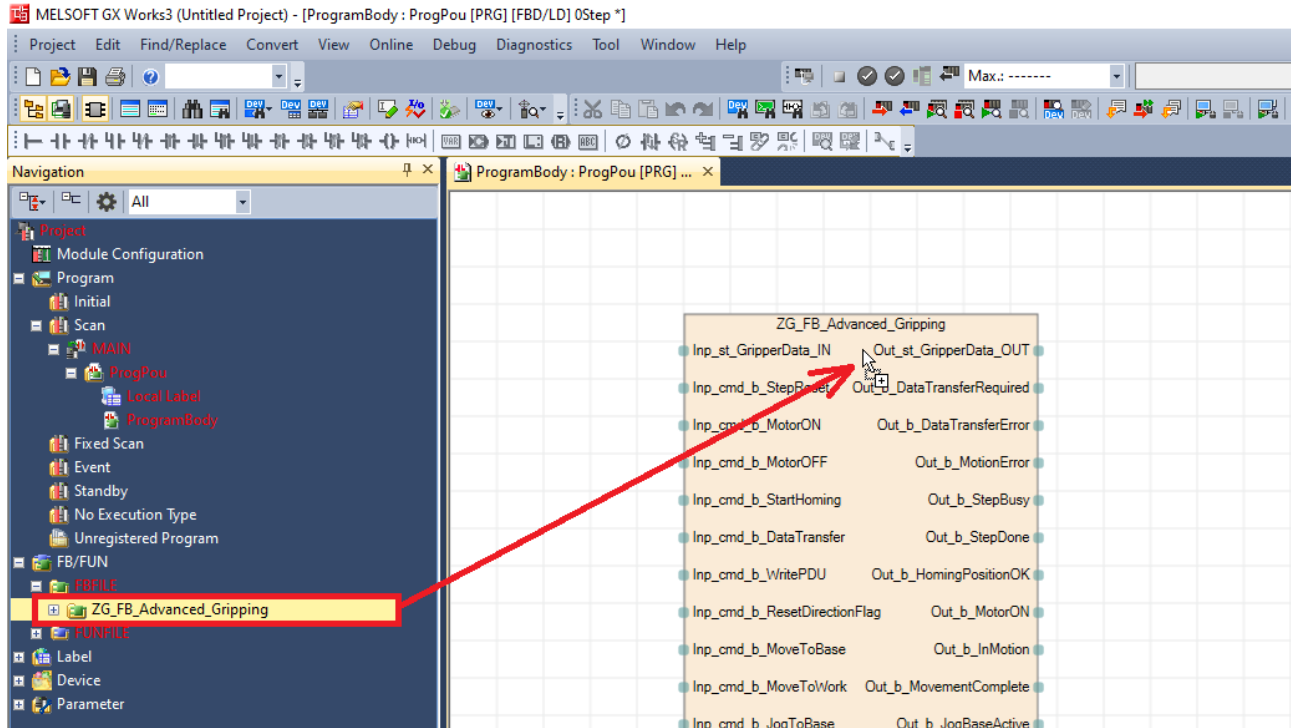 MELSOFT GX Works3 (Untitled Project) - [ProgramBody : ProgPou [PRG] [FBD/LD] 0Step *]
Project Edit Find/Replace Convert View Online Debug Diagnostics Tool Window Help
Max.: -------
Navigation
ProgramBody : ProgPou [PRG] ...
All
Project
Module Configuration
Program
Initial
Scan
MAIN
ProgPou
Local Label
ProgramBody
Fixed Scan
Event
Standby
No Execution Type
Unregistered Program
FB/FUN
FBFILE
ZG_FB_Advanced_Gripping
FUNFILE
Label
Device
Parameter
ZG_FB_Advanced_Gripping
Inp_st_GripperData_IN Out_st_GripperData_OUT
Inp_cmd_b_StepReset Out_b_DataTransferRequired
Inp_cmd_b_MotorON Out_b_DataTransferError
Inp_cmd_b_MotorOFF Out_b_MotionError
Inp_cmd_b_StartHoming Out_b_StepBusy
Inp_cmd_b_DataTransfer Out_b_StepDone
Inp_cmd_b_WritePDU Out_b_HomingPositionOK
Inp_cmd_b_ResetDirectionFlag Out_b_MotorON
Inp_cmd_b_MoveToBase Out_b_InMotion
Inp_cmd_b_MoveToWork Out_b_MovementComplete
Inp_cmd_b_JogToBase Out_b_JogBaseActive